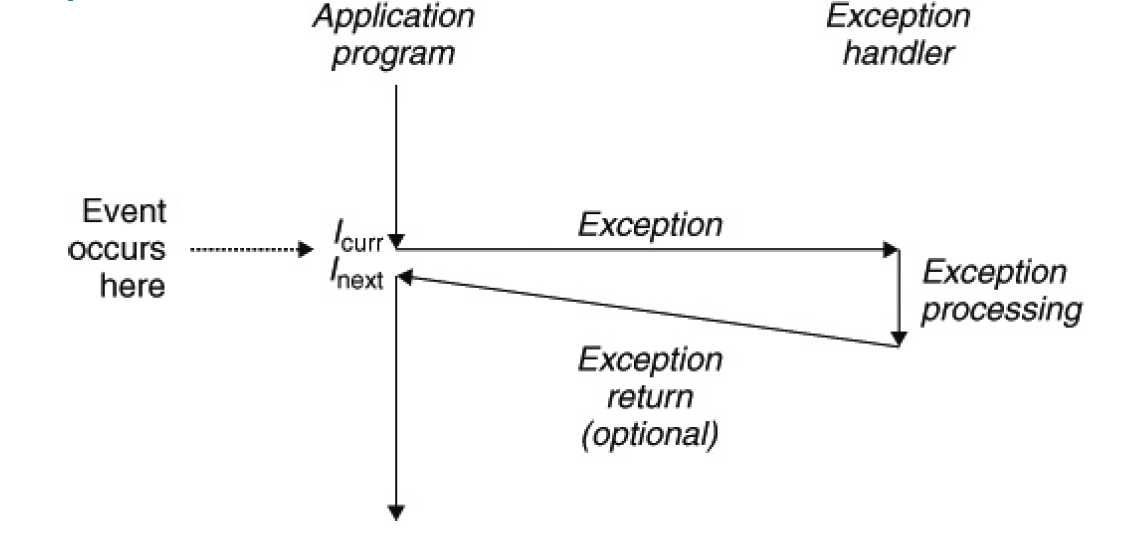 Application
program
Exception
handler
Event
occurs
here
Icurr
Inext
Exception
Exception
processing
Exception
return
(optional)